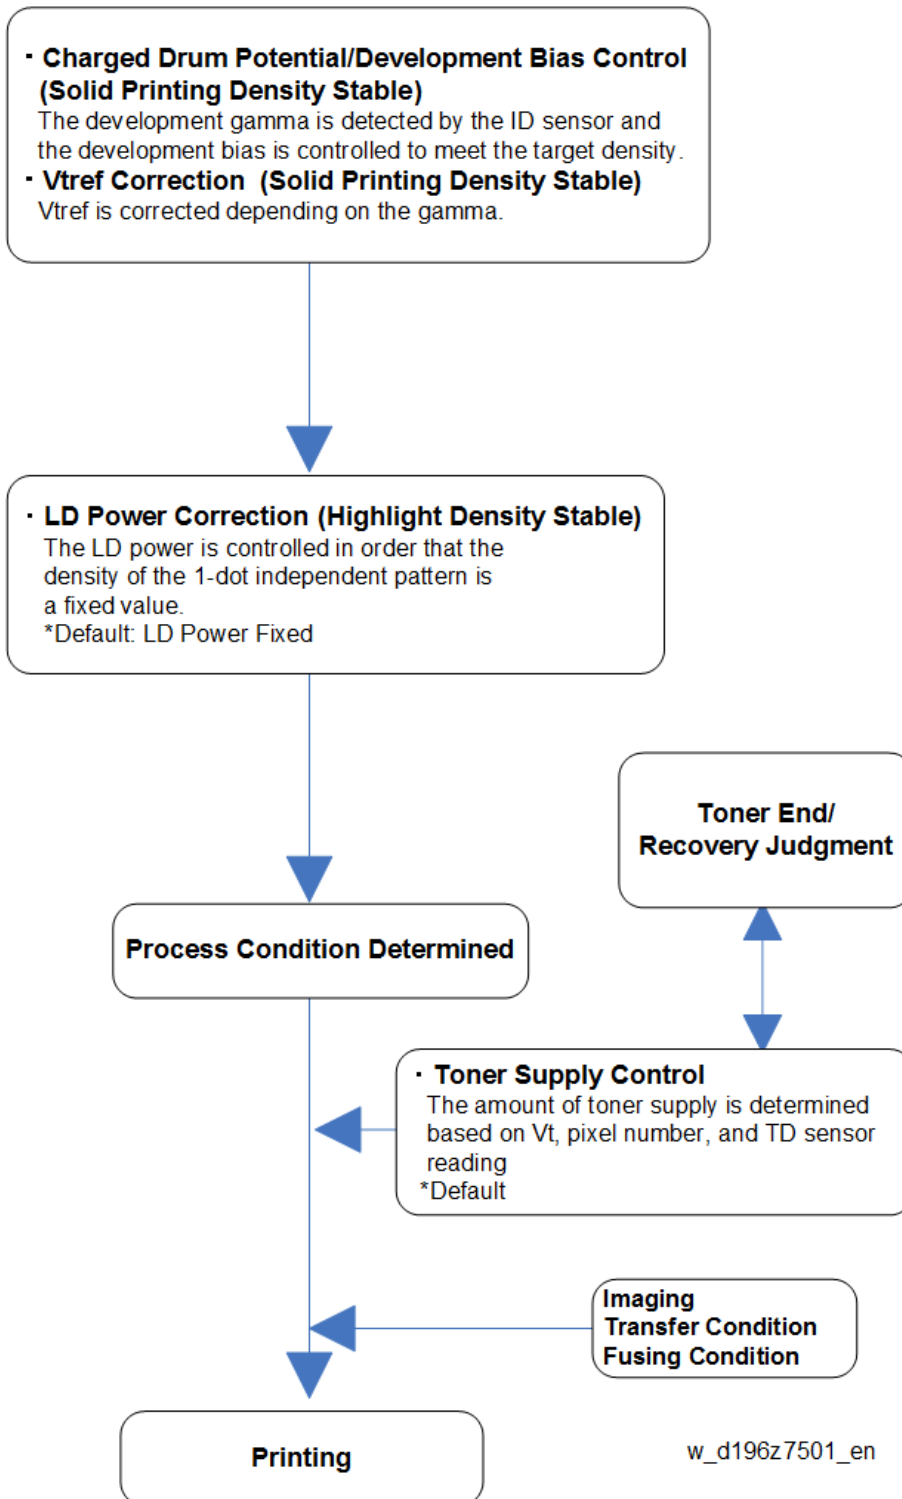 · Charged Drum Potential/Development Bias Control
(Solid Printing Density Stable)
The development gamma is detected by the ID sensor and
the development bias is controlled to meet the target density.
· Vtref Correction (Solid Printing Density Stable)
Vtref is corrected depending on the gamma.
· LD Power Correction (Highlight Density Stable)
The LD power is controlled in order that the
density of the 1-dot independent pattern is
a fixed value.
*Default: LD Power Fixed
Toner End/
Recovery Judgment
Process Condition Determined
· Toner Supply Control
The amount of toner supply is determined
based on Vt, pixel number, and TD sensor
reading
*Default
Imaging
Transfer Condition
Fusing Condition
Printing
w_d196z7501_en